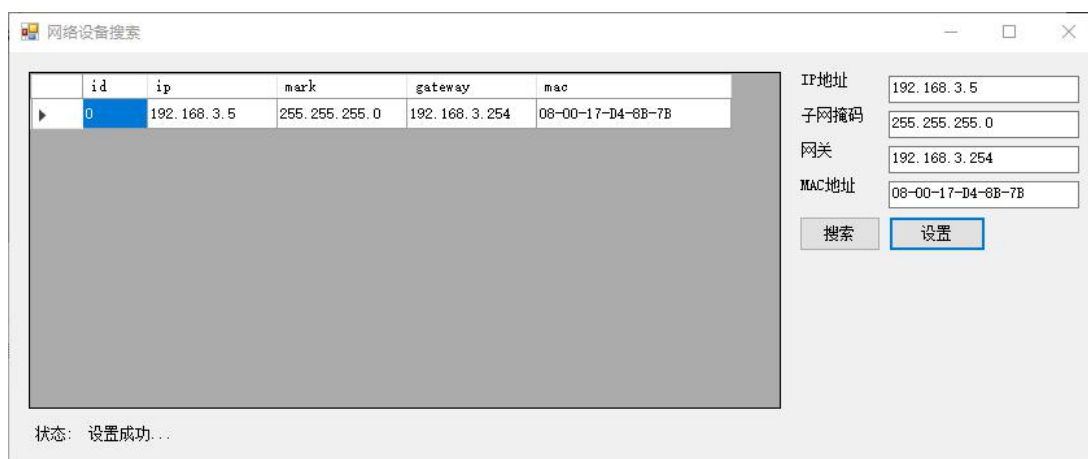 网络设备搜索
id ip mark gateway mac
0 192.168.3.5 255.255.255.0 192.168.3.254 08-00-17-D4-8B-7B
IP地址 192.168.3.5
子网掩码 255.255.255.0
网关 192.168.3.254
MAC地址 08-00-17-D4-8B-7B
搜索 设置
状态: 设置成功...